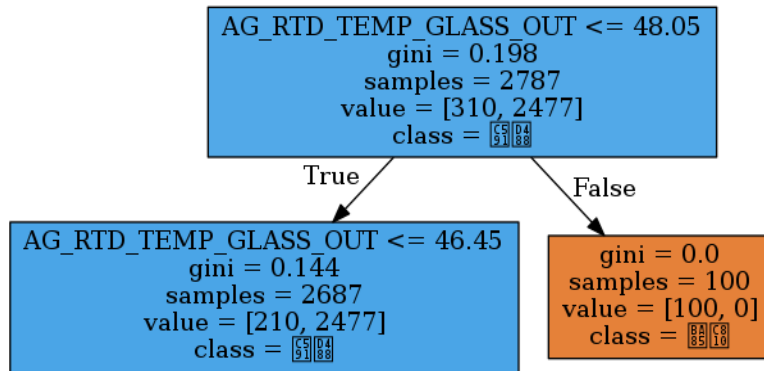 AG_RTD_TEMP_GLASS_OUT <= 48.05
gini = 0.198
samples = 2787
value = [310, 2477]
class =
True
False
AG_RTD_TEMP_GLASS_OUT <= 46.45
gini = 0.144
samples = 2687
value = [210, 2477]
class =
gini = 0.0
samples = 100
value = [100, 0]
class =